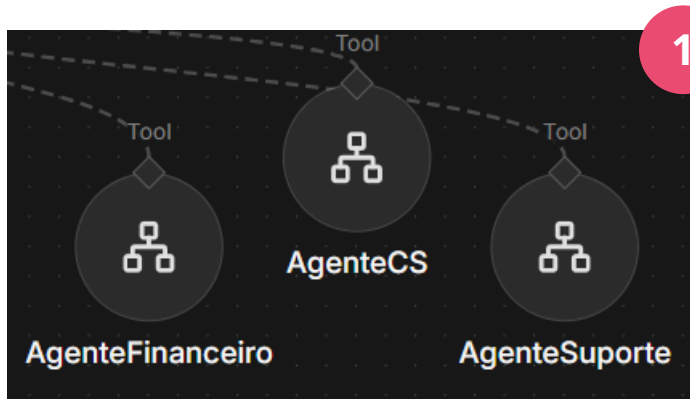 1
Tool
Tool
Tool
AgenteCS
AgenteFinanceiro
AgenteSuporte